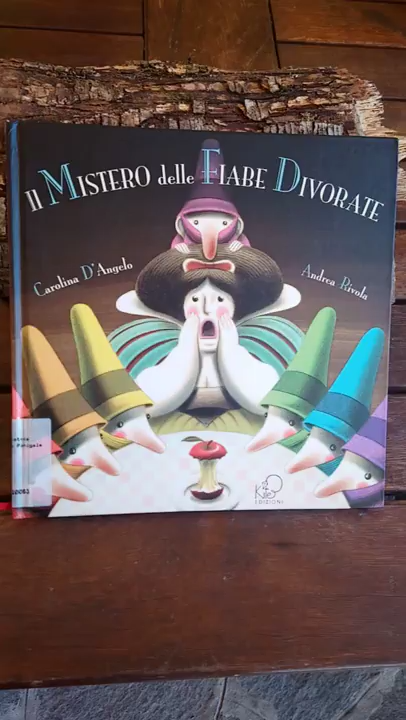 Il Mistero delle Fiabe Divorate
Carolina D'Angelo
Andrea Rivola
Kite
EDIZIONI